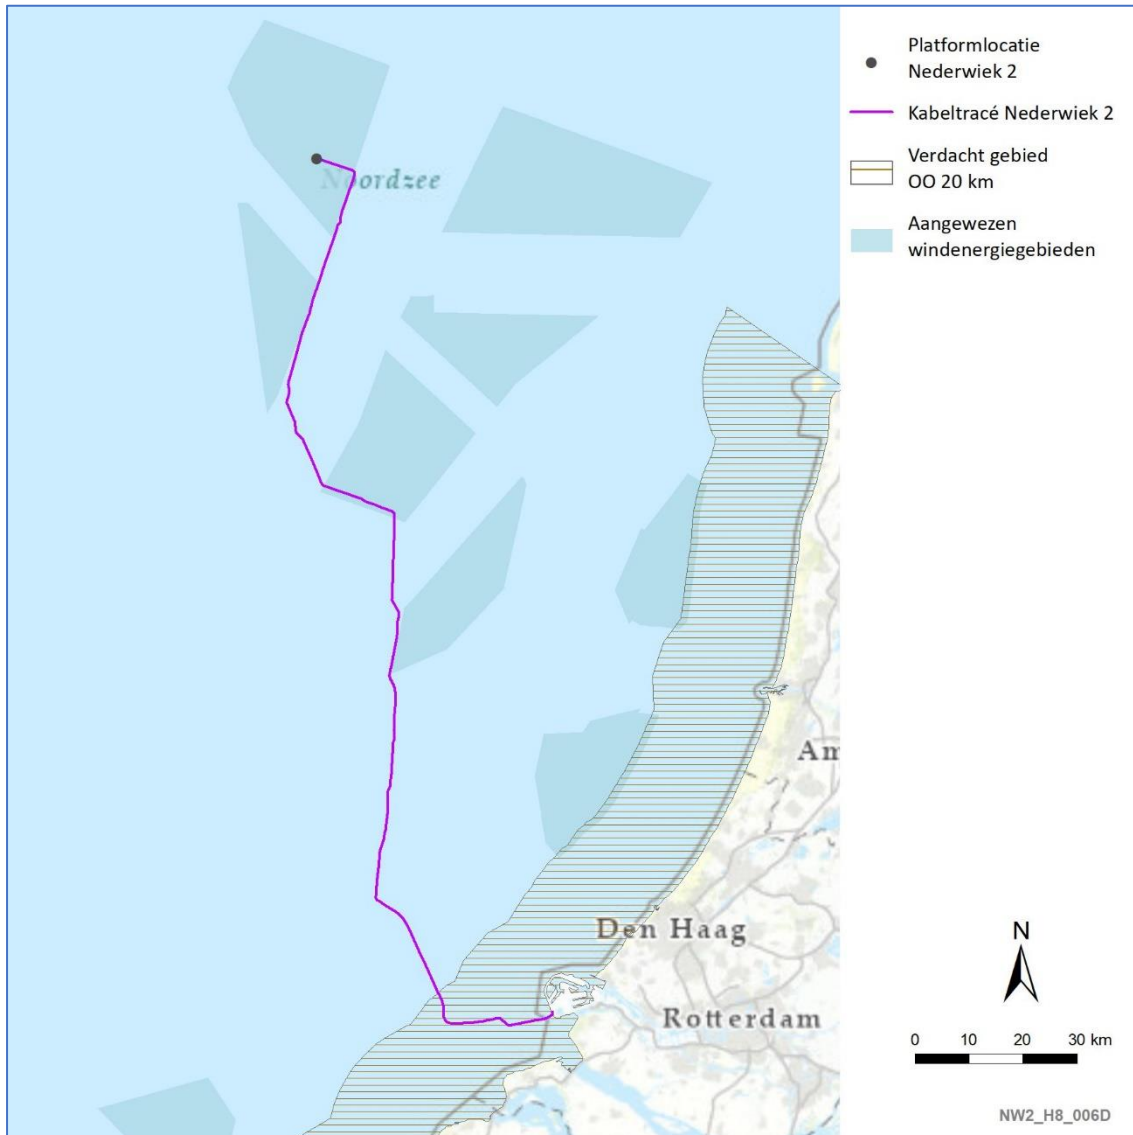 Platformlocatie
Nederwiek 2
Kabeltracé Nederwiek 2
Verdacht gebied
OO 20 km
Aangewezen
windenergiegebieden
Noordzee
Am
Den Haag
Rotterdam
N
0 10 20 30 km
NW2_H8_006D